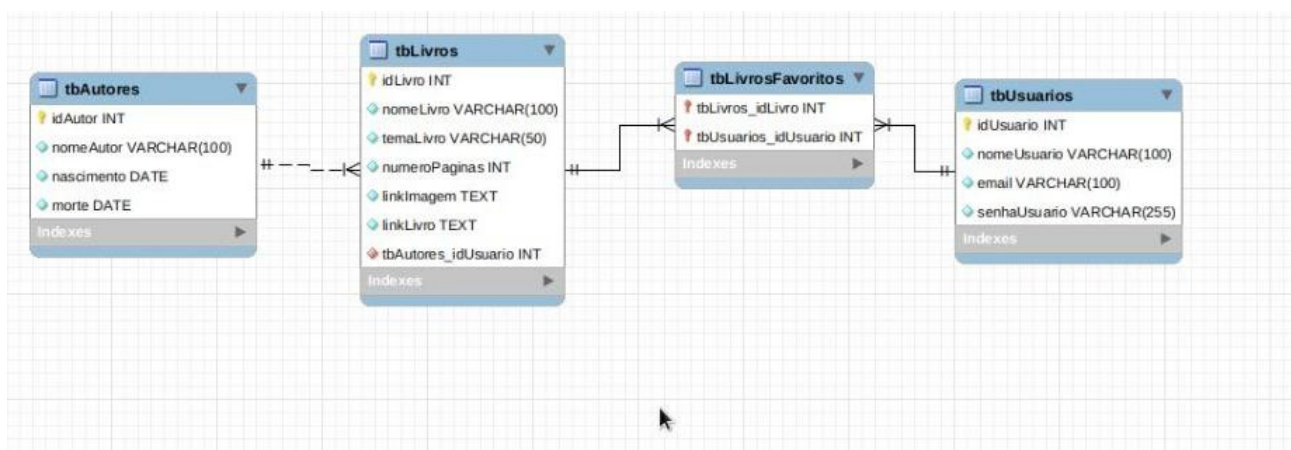 tbAutores
idAutor INT
nomeAutor VARCHAR(100)
nascimento DATE
morte DATE
Indexes
tbLivros
idLivro INT
nomeLivro VARCHAR(100)
temaLivro VARCHAR(50)
numeroPaginas INT
linkImagem TEXT
linkLivro TEXT
tbAutores_idUsuario INT
Indexes
tbLivrosFavoritos
tbLivros_idLivro INT
tbUsuarios_idUsuario INT
Indexes
tbUsuarios
idUsuario INT
nomeUsuario VARCHAR(100)
email VARCHAR(100)
senhaUsuario VARCHAR(255)
Indexes